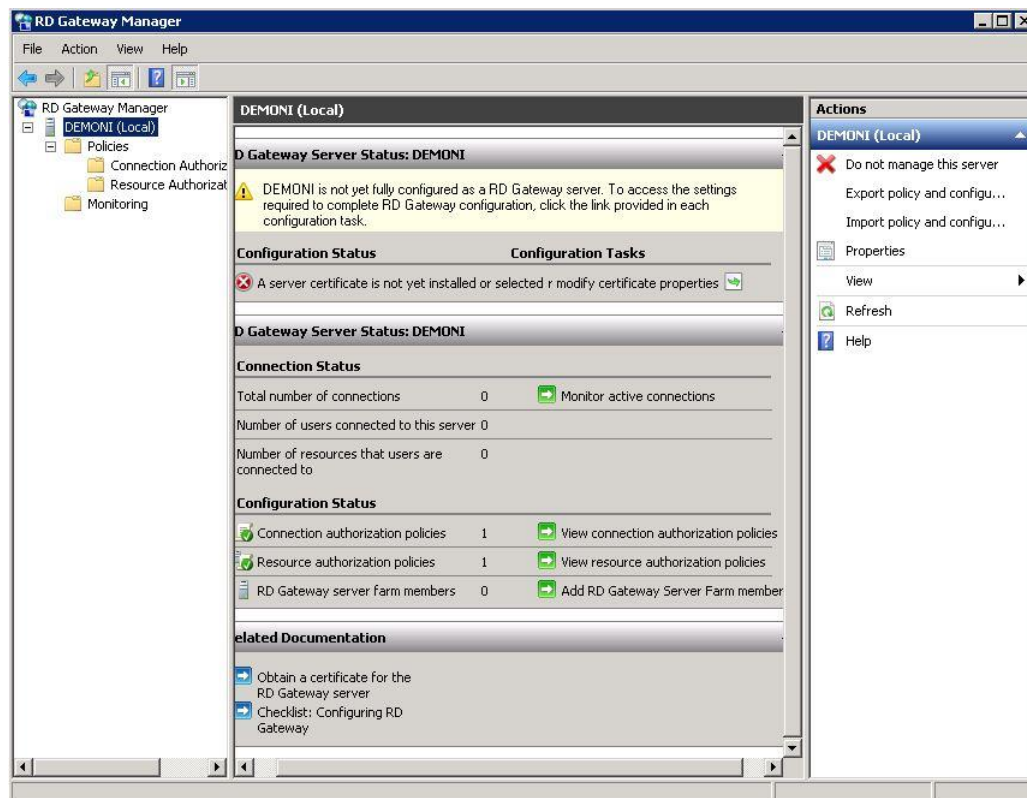 RD Gateway Manager
File Action View Help
RD Gateway Manager
DEMONI (Local)
Policies
Connection Authoriz
Resource Authorizat
Monitoring
DEMONI (Local)
D Gateway Server Status: DEMONI
DEMONI is not yet fully configured as a RD Gateway server. To access the settings
required to complete RD Gateway configuration, click the link provided in each
configuration task.
Configuration Status Configuration Tasks
A server certificate is not yet installed or selected r modify certificate properties
D Gateway Server Status: DEMONI
Connection Status
Total number of connections 0 Monitor active connections
Number of users connected to this server 0
Number of resources that users are 0
connected to
Configuration Status
Connection authorization policies 1 View connection authorization policies
Resource authorization policies 1 View resource authorization policies
RD Gateway server farm members 0 Add RD Gateway Server Farm member
elated Documentation
Obtain a certificate for the
RD Gateway server
Checklist: Configuring RD
Gateway
Actions
DEMONI (Local)
Do not manage this server
Export policy and configu...
Import policy and configu...
Properties
View
Refresh
Help